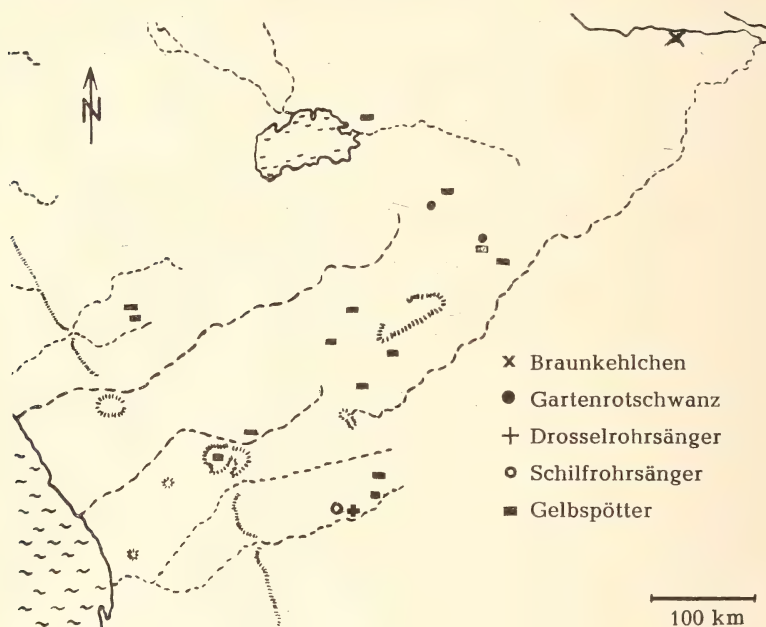 N
Braunkehlchen
Gartenrotschwanz
Drosselrohrsänger
Schilfrohrsänger
Gelbspötter
100 km